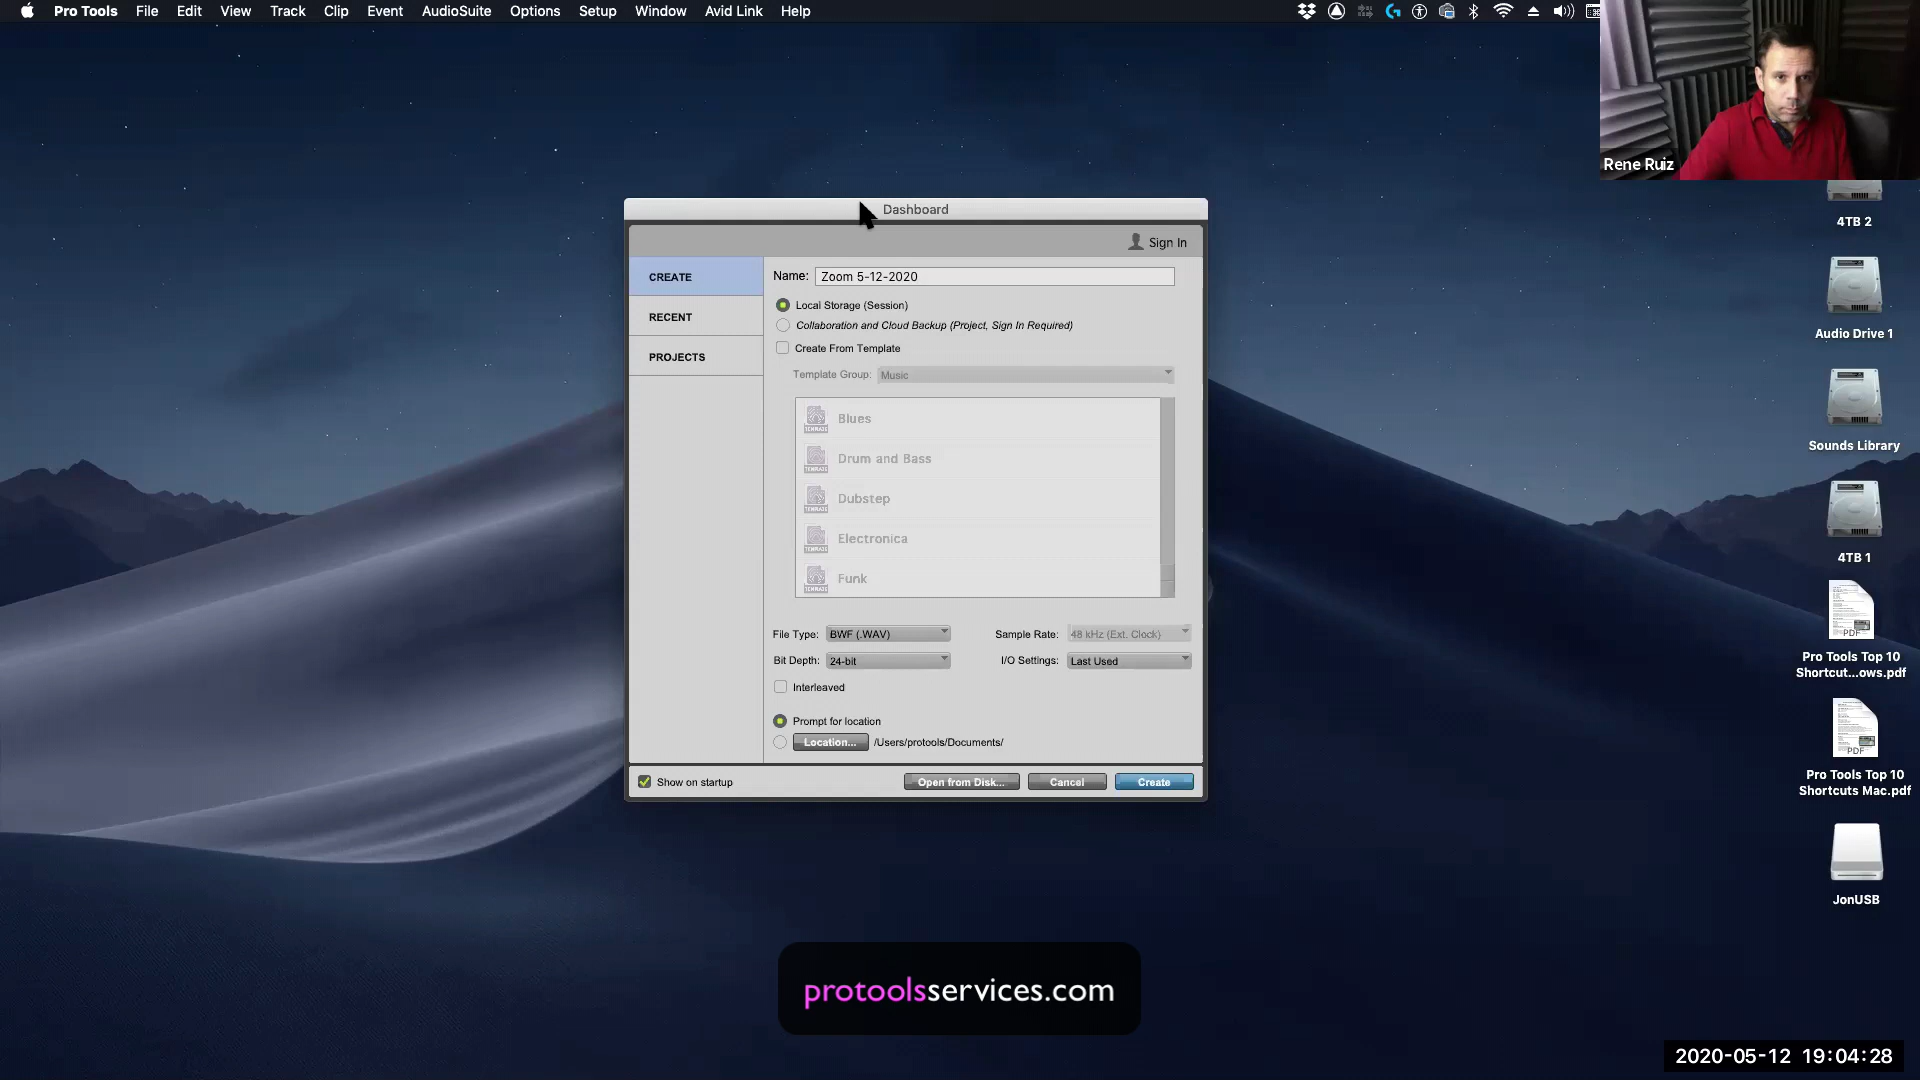 Pro Tools File Edit View Track Clip Event AudioSuite Options Setup Window Avid Link Help
Rene Ruiz
4TB 2
Audio Drive 1
Sounds Library
4TB 1
PDF
Pro Tools Top 10
Shortcut...ows.pdf
PDF
Pro Tools Top 10
Shortcuts Mac.pdf
JonUSB
Dashboard
Sign In
CREATE
RECENT
PROJECTS
Name: Zoom 5-12-2020
Local Storage (Session)
Collaboration and Cloud Backup (Project, Sign In Required)
Create From Template
Template Group: Music
Blues
Drum and Bass
Dubstep
Electronica
Funk
File Type: BWF (.WAV) Sample Rate: 48 kHz (Ext. Clock)
Bit Depth: 24-bit I/O Settings: Last Used
Interleaved
Prompt for location
Location... /Users/protools/Documents/
Show on startup Open from Disk... Cancel Create
protoolsservices.com
2020-05-12 19:04:28